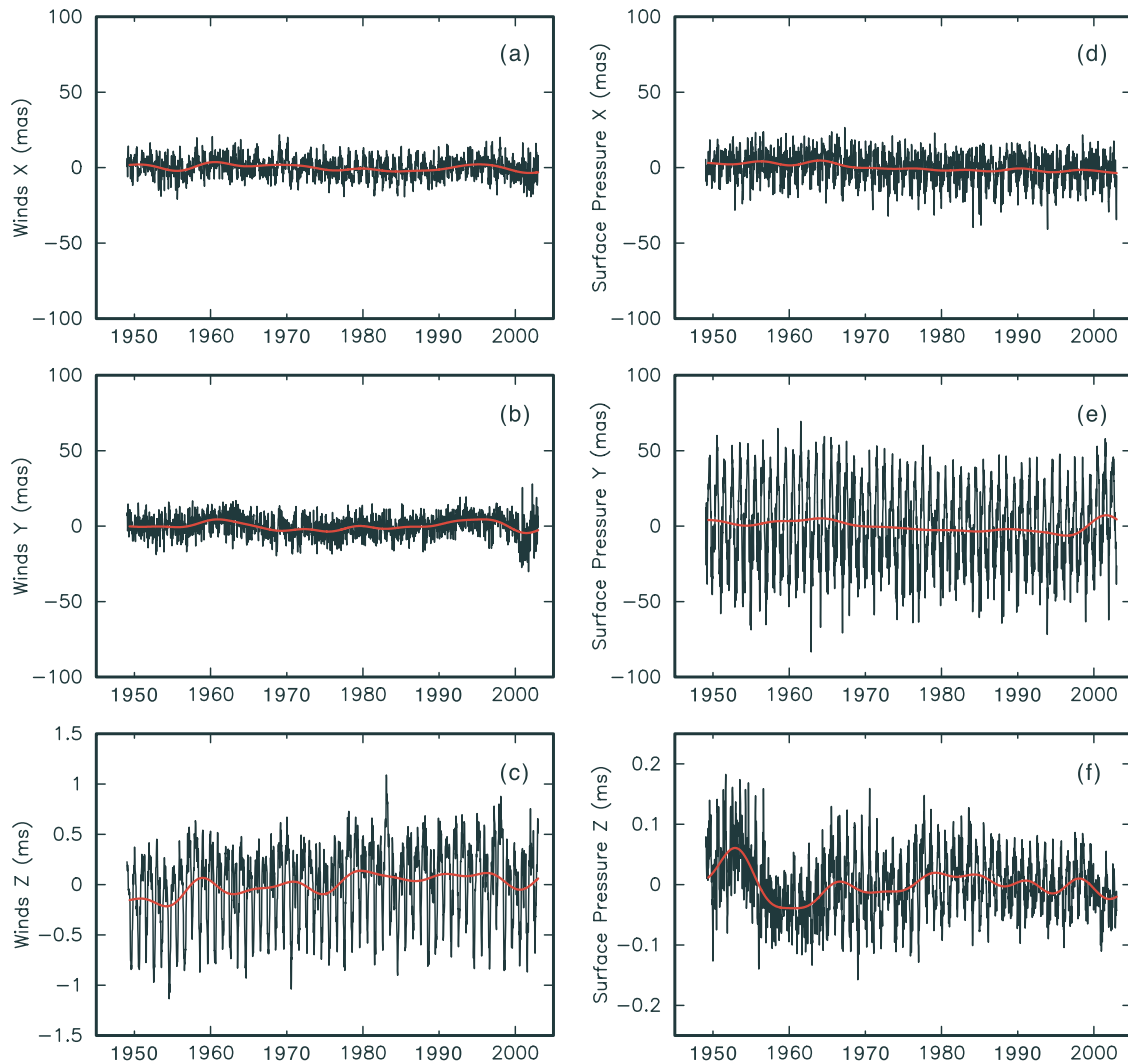 (a)
Winds X (mas)
100
50
0
−50
−100
1950 1960 1970 1980 1990 2000
(d)
Surface Pressure X (mas)
100
50
0
−50
−100
1950 1960 1970 1980 1990 2000
(b)
Winds Y (mas)
100
50
0
−50
−100
1950 1960 1970 1980 1990 2000
(e)
Surface Pressure Y (mas)
100
50
0
−50
−100
1950 1960 1970 1980 1990 2000
(c)
Winds Z (ms)
1.5
1
0.5
0
−0.5
−1
−1.5
1950 1960 1970 1980 1990 2000
(f)
Surface Pressure Z (ms)
0.2
0.1
0
−0.1
−0.2
1950 1960 1970 1980 1990 2000